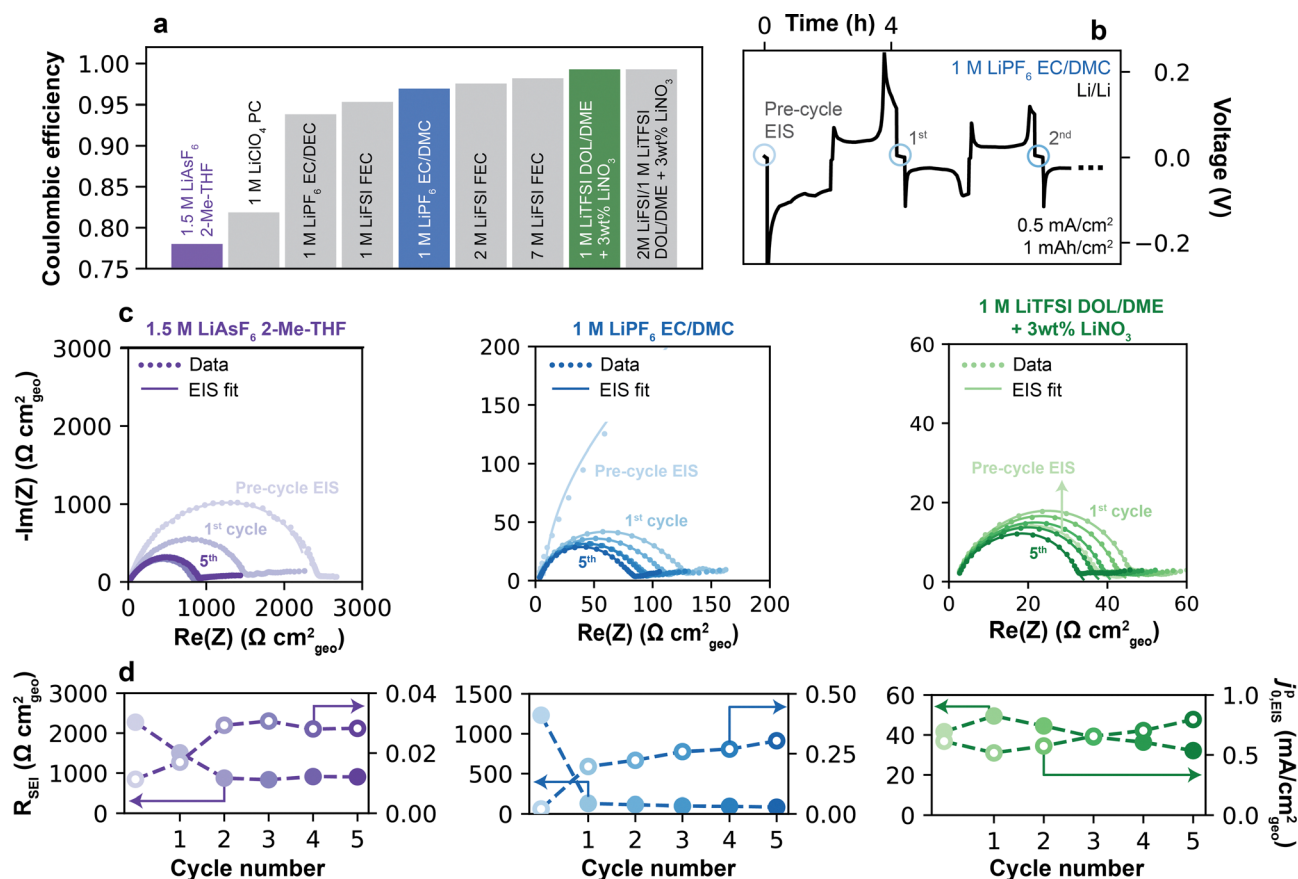 a
Coulombic efficiency
1.00
0.95
0.90
0.85
0.80
0.75
1.5 M LiAsF₆
2-Me-THF
1 M LiClO₄ PC
1 M LiPF₆ EC/DEC
1 M LiFSI FEC
1 M LiPF₆ EC/DMC
2 M LiFSI FEC
7 M LiFSI FEC
1 M LiTFSI DOL/DME
+ 3wt% LiNO₃
2M LiFSI/1 M LiTFSI
DOL/DME + 3wt% LiNO₃
b
Time (h)
0
4
1 M LiPF₆ EC/DMC
Li/Li
Pre-cycle
EIS
1ˢᵗ
2ⁿᵈ
0.5 mA/cm²
1 mAh/cm²
0.2
0.0
−0.2
Voltage (V)
c
1.5 M LiAsF₆ 2-Me-THF
3000
2000
1000
0
-Im(Z) (Ω cm²geo)
Data
EIS fit
Pre-cycle EIS
1ˢᵗ cycle
5ᵗʰ
0
1000
2000
3000
Re(Z) (Ω cm²geo)
1 M LiPF₆ EC/DMC
200
150
100
50
0
Data
EIS fit
Pre-cycle EIS
1ˢᵗ cycle
5ᵗʰ
0
50
100
150
200
Re(Z) (Ω cm²geo)
1 M LiTFSI DOL/DME
+ 3wt% LiNO₃
60
40
20
0
Data
EIS fit
Pre-cycle EIS
1ˢᵗ cycle
5ᵗʰ
0
20
40
60
Re(Z) (Ω cm²geo)
d
R_SEI (Ω cm²geo)
3000
2000
1000
0
0.04
0.02
0.00
1 2 3 4 5
Cycle number
1500
1000
500
0
0.50
0.25
0.00
1 2 3 4 5
Cycle number
60
40
20
0
1.0
0.5
0.0
1 2 3 4 5
Cycle number
jᵖ0,EIS (mA/cm²geo)